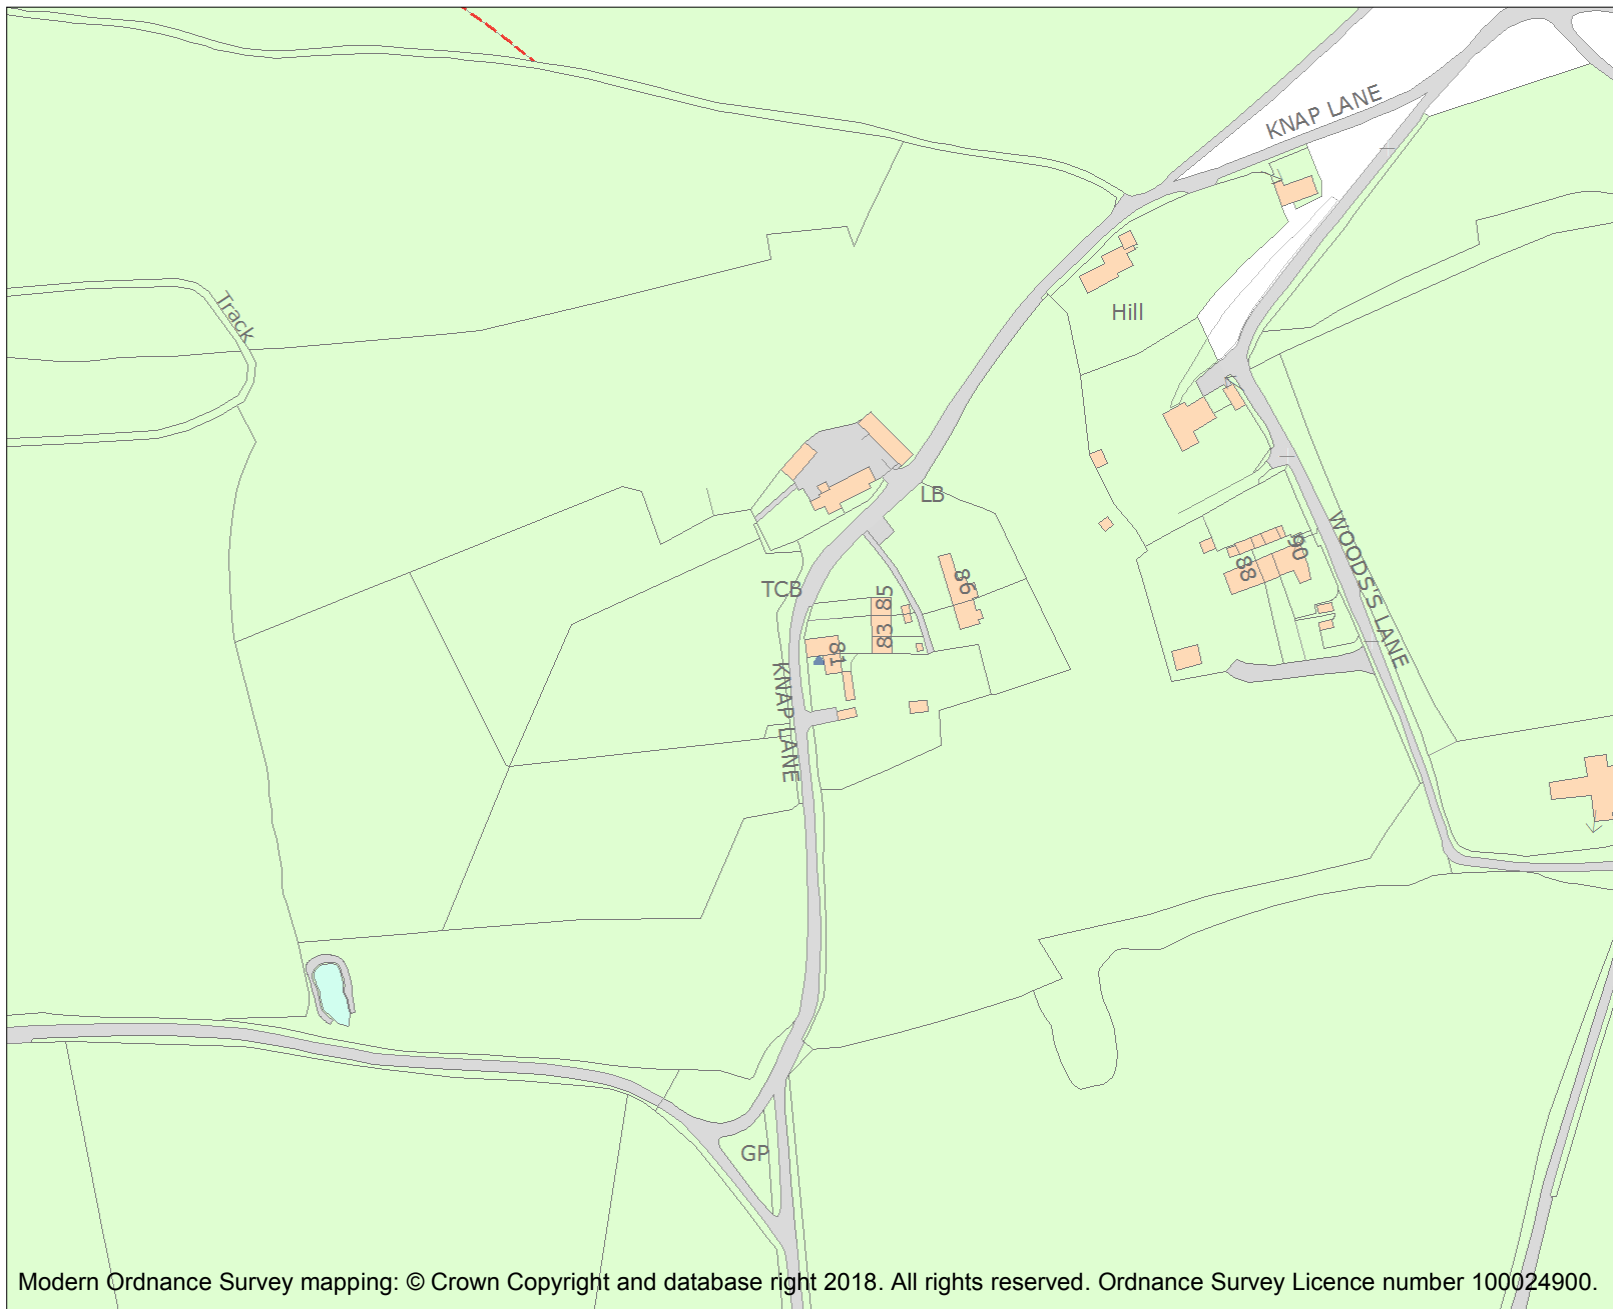 KNAP LANE
Track
Hill
LB
WOODS'S LANE
90
88
86
TCB
85
83
81
KNAP LANE
GP
Modern Ordnance Survey mapping: © Crown Copyright and database right 2018. All rights reserved. Ordnance Survey Licence number 100024900.